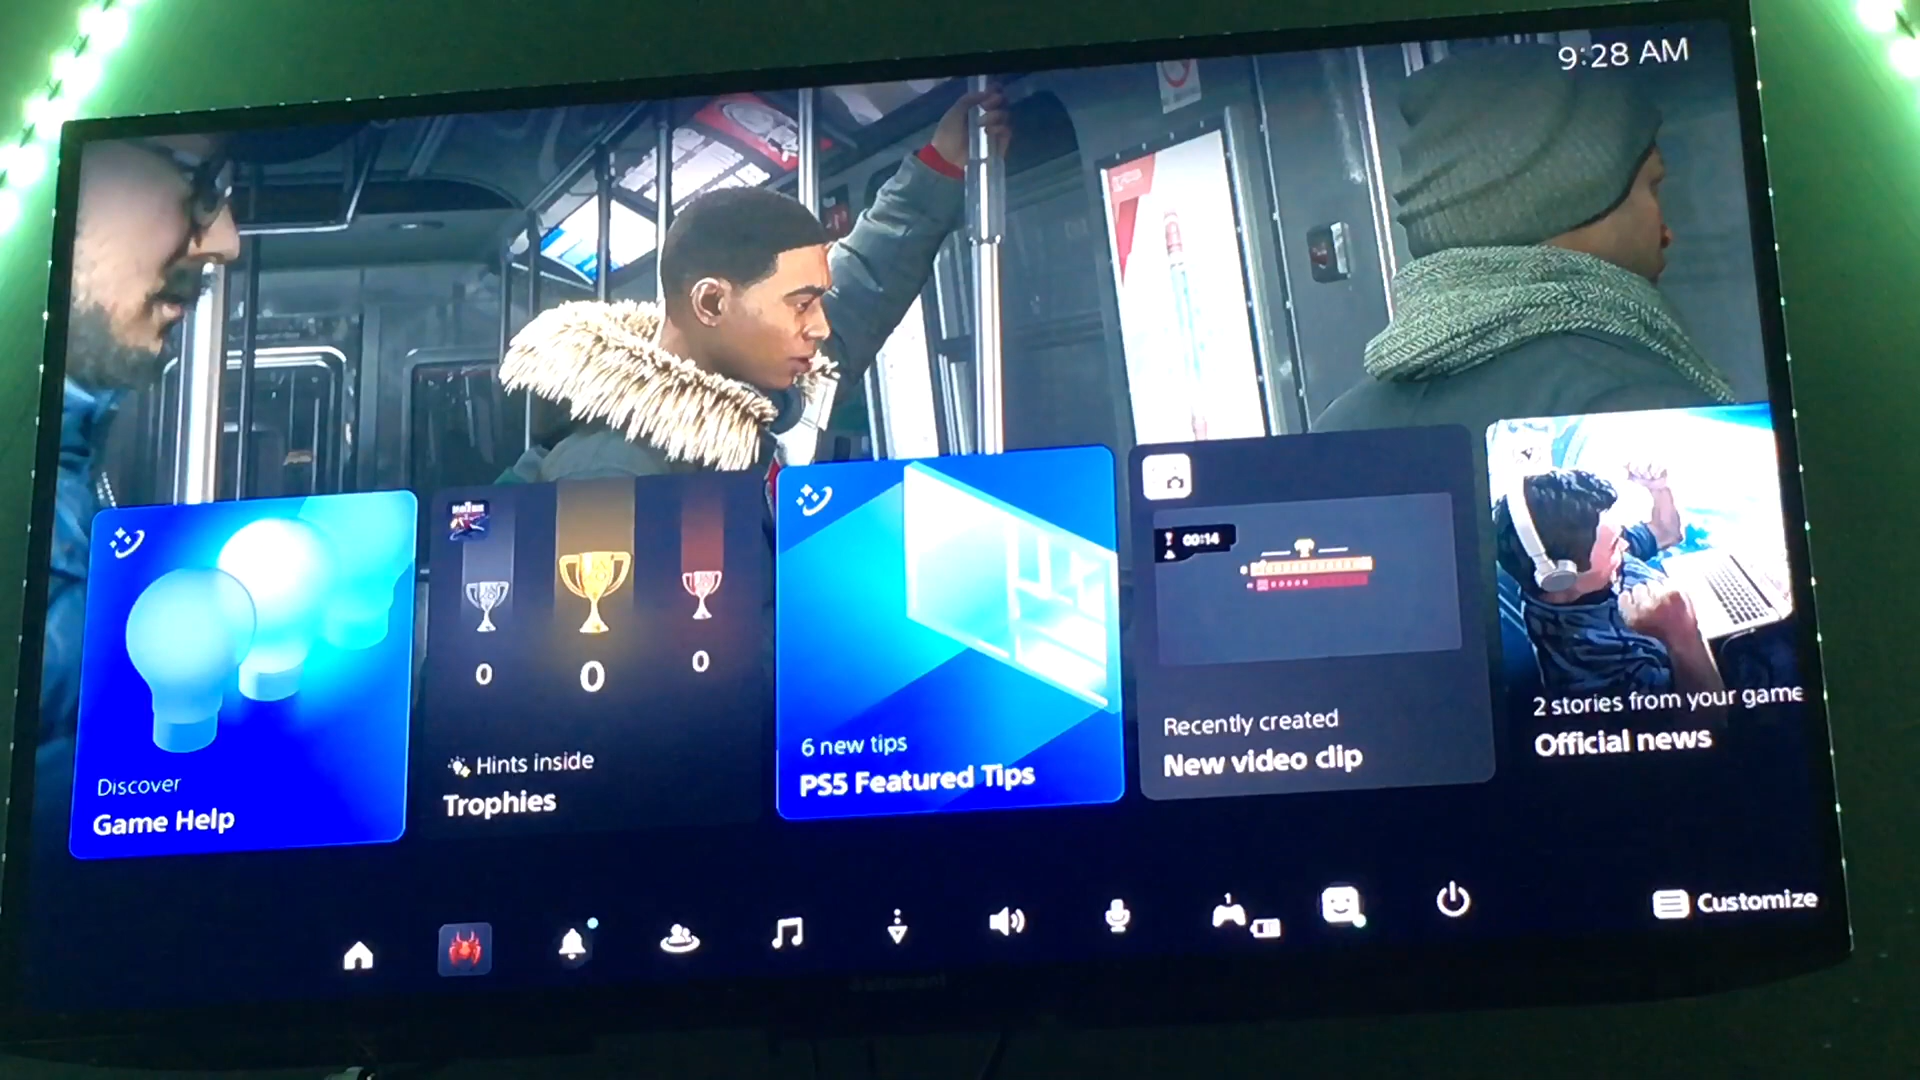 9:28 AM
Discover
Game Help
0
0
0
Hints inside
Trophies
6 new tips
PS5 Featured Tips
00:14
Recently created
New video clip
2 stories from your game
Official news
1
Customize